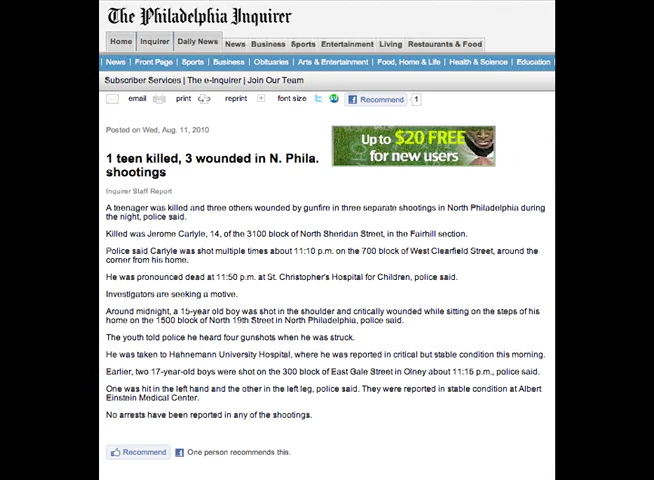 The Philadelphia Inquirer
Home Inquirer Daily News News Business Sports Entertainment Living Restaurants & Food
News Front Page Sports Business Obituaries Arts & Entertainment Food, Home & Life Health & Science Education
Subscriber Services | The e-Inquirer | Join Our Team
email print reprint font size Recommend 1
Posted on Wed, Aug. 11, 2010
Up to $20 FREE
for new users
1 teen killed, 3 wounded in N. Phila.
shootings
Inquirer Staff Report
A teenager was killed and three others wounded by gunfire in three separate shootings in North Philadelphia during
the night, police said.
Killed was Jerome Carlyle, 14, of the 3100 block of North Sheridan Street, in the Fairhill section.
Police said Carlyle was shot multiple times about 11:10 p.m. on the 700 block of West Clearfield Street, around the
corner from his home.
He was pronounced dead at 11:50 p.m. at St. Christopher's Hospital for Children, police said.
Investigators are seeking a motive.
Around midnight, a 15-year old boy was shot in the shoulder and critically wounded while sitting on the steps of his
home on the 1500 block of North 19th Street in North Philadelphia, police said.
The youth told police he heard four gunshots when he was struck.
He was taken to Hahnemann University Hospital, where he was reported in critical but stable condition this morning.
Earlier, two 17-year-old boys were shot on the 300 block of East Gale Street in Olney about 11:15 p.m., police said.
One was hit in the left hand and the other in the left leg, police said. They were reported in stable condition at Albert
Einstein Medical Center.
No arrests have been reported in any of the shootings.
Recommend One person recommends this.